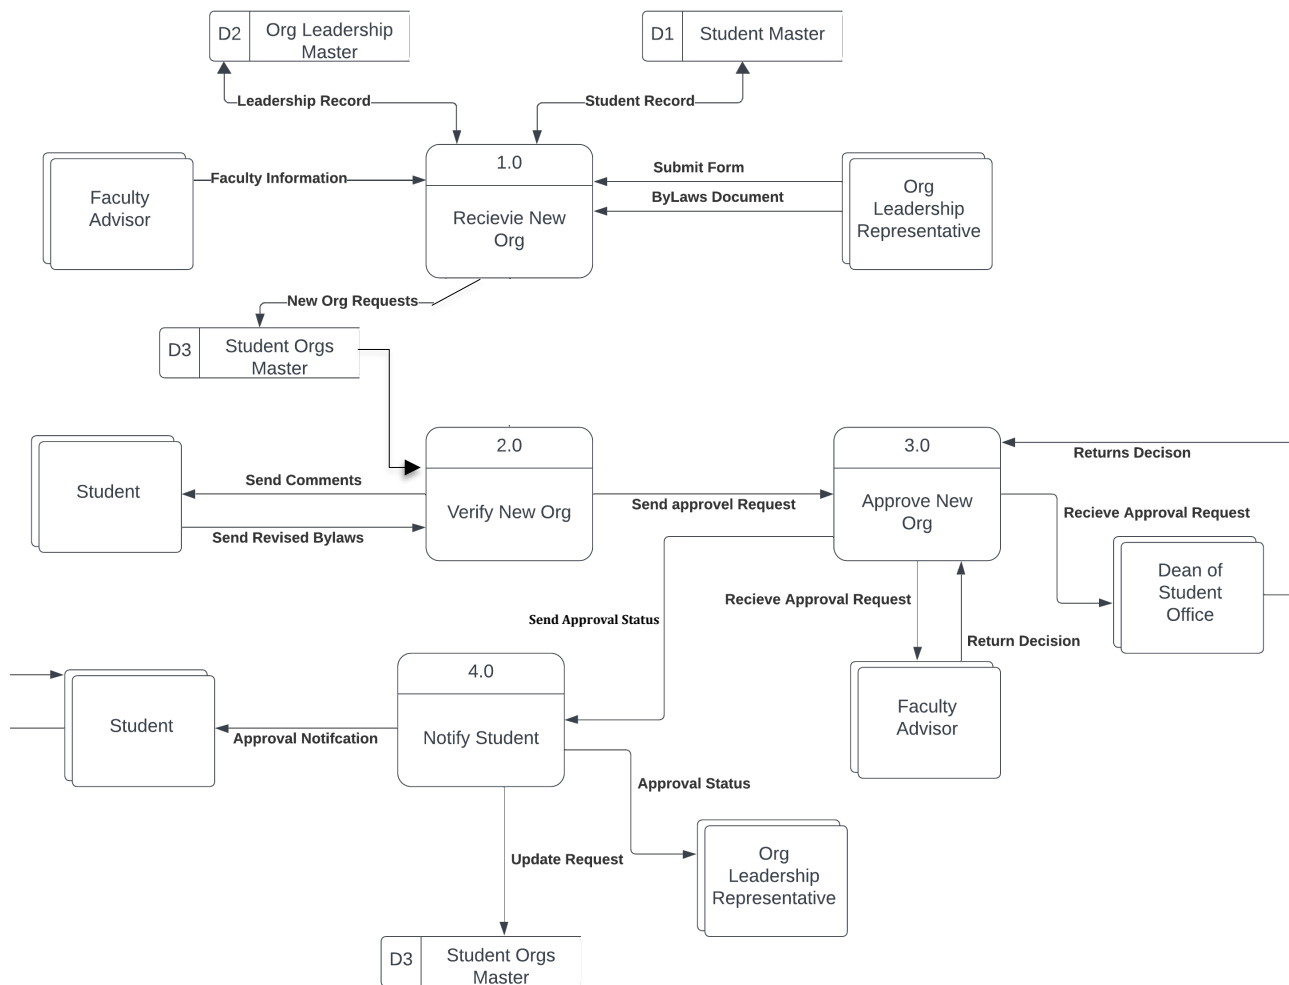 D2
Org Leadership
Master
D1
Student Master
Leadership Record
Student Record
1.0
Recievie New
Org
Faculty
Advisor
Faculty Information
Submit Form
ByLaws Document
Org
Leadership
Representative
New Org Requests
D3
Student Orgs
Master
2.0
Verify New Org
3.0
Approve New
Org
Returns Decison
Student
Send Comments
Send Revised Bylaws
Send approvel Request
Recieve Approval Request
Dean of
Student
Office
Recieve Approval Request
Send Approval Status
Return Decision
4.0
Notify Student
Student
Approval Notifcation
Faculty
Advisor
Approval Status
Update Request
Org
Leadership
Representative
D3
Student Orgs
Master